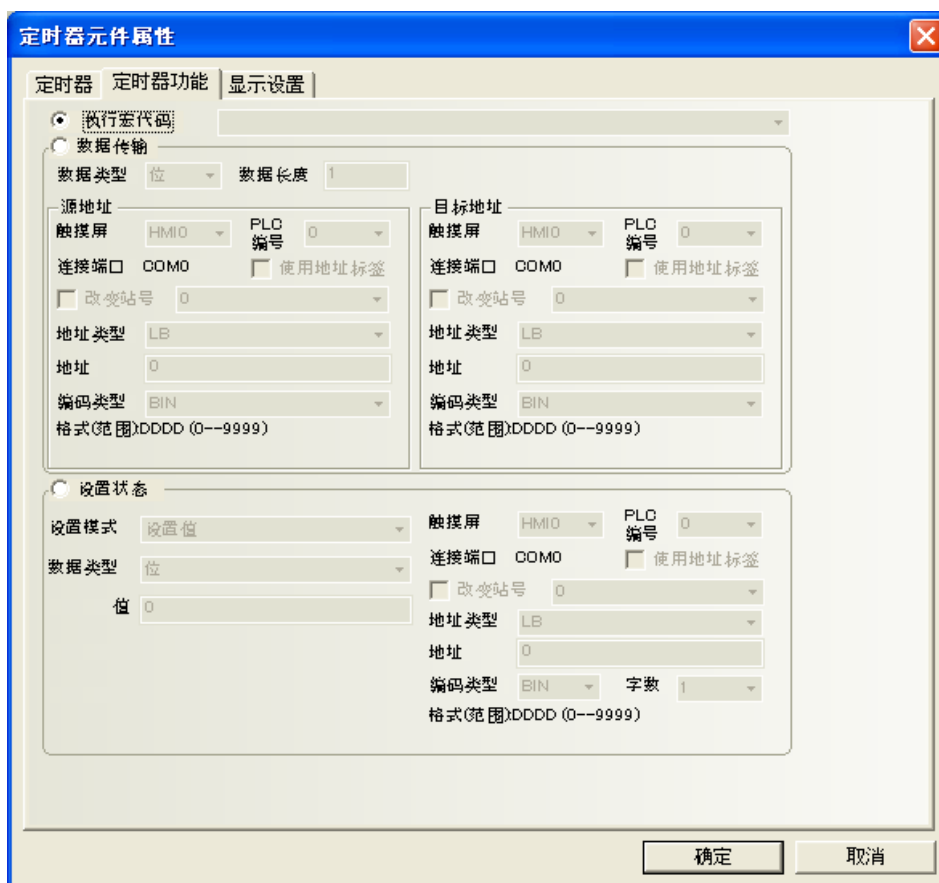 定时器元件属性
定时器 定时器功能 显示设置
执行宏代码
数据传输
数据类型 位 数据长度 1
源地址
触摸屏 HMI0 PLC编号 0
连接端口 COM0 使用地址标签
改变站号 0
地址类型 LB
地址 0
编码类型 BIN
格式(范围):DDDD (0--9999)
目标地址
触摸屏 HMI0 PLC编号 0
连接端口 COM0 使用地址标签
改变站号 0
地址类型 LB
地址 0
编码类型 BIN
格式(范围):DDDD (0--9999)
设置状态
设置模式 设置值
数据类型 位
值 0
触摸屏 HMI0 PLC编号 0
连接端口 COM0 使用地址标签
改变站号 0
地址类型 LB
地址 0
编码类型 BIN 字数 1
格式(范围):DDDD (0--9999)
确定 取消